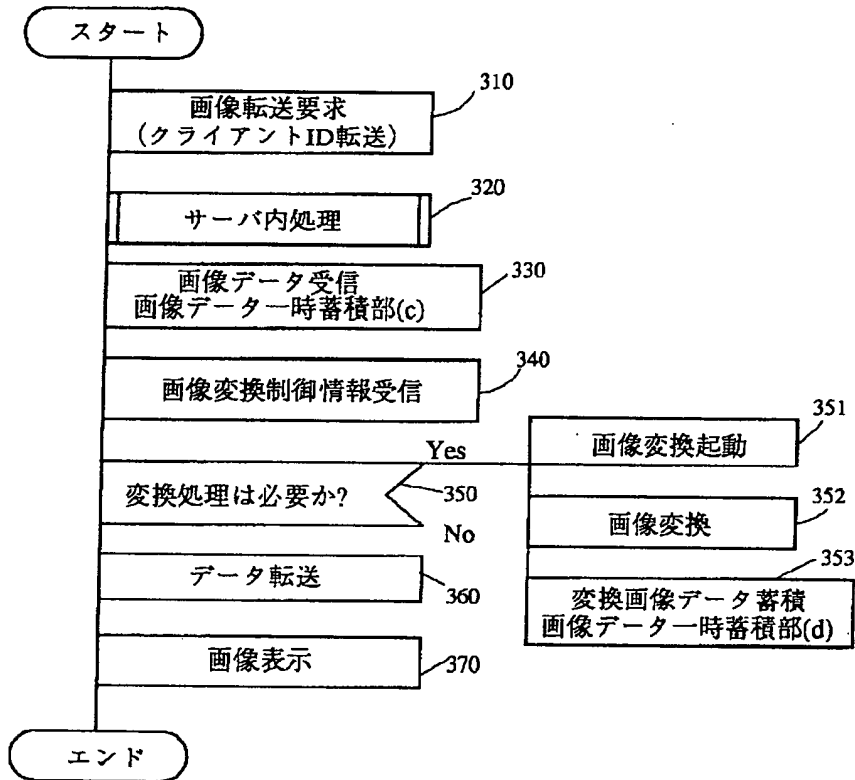 スタート
310
画像転送要求
(クライアントID転送)
320
サーバ内処理
330
画像データ受信
画像データ一時蓄積部(c)
340
画像変換制御情報受信
351
Yes
画像変換起動
変換処理は必要か?
350
352
画像変換
No
353
データ転送
360
変換画像データ蓄積
画像データ一時蓄積部(d)
画像表示
370
エンド